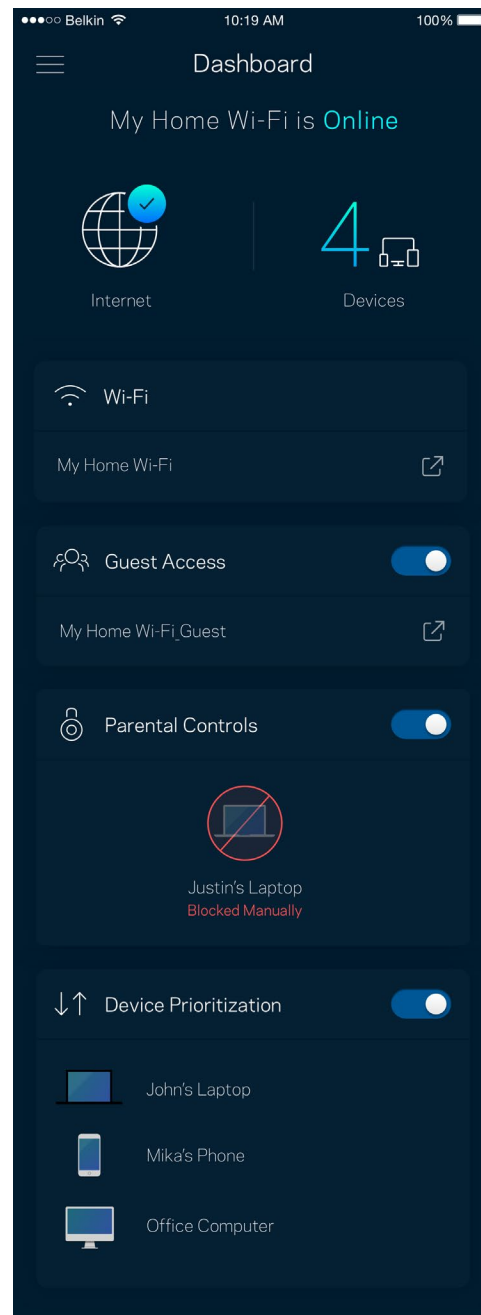 Belkin 10:19 AM 100%
Dashboard
My Home Wi-Fi is Online
4
Internet Devices
Wi-Fi
My Home Wi-Fi
Guest Access
My Home Wi-Fi_Guest
Parental Controls
Justin's Laptop
Blocked Manually
Device Prioritization
John's Laptop
Mika's Phone
Office Computer